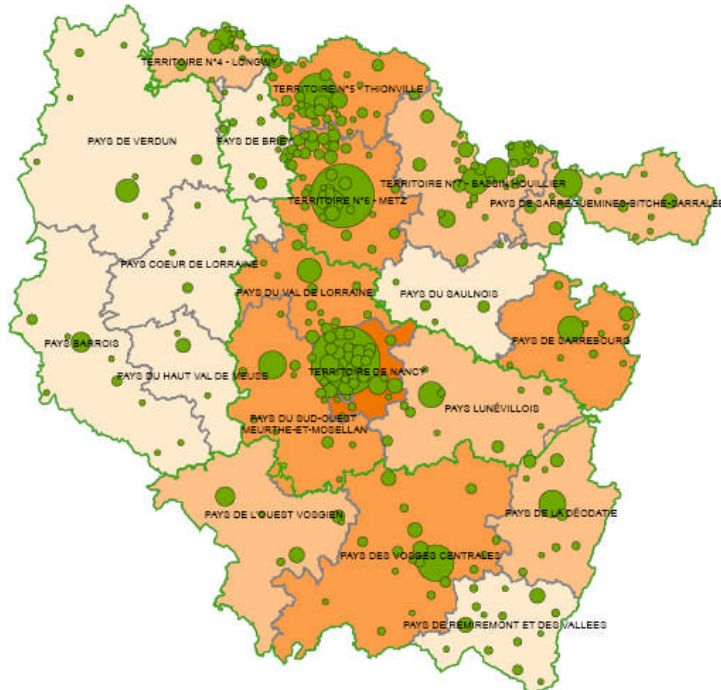 TERRITOIRE N°4 - LONGWY
TERRITOIRE N°5 - THIONVILLE
PAYS DE VERDUN
PAYS DE BRIEY
TERRITOIRE N°7 - BASSIN HOUILLIER
TERRITOIRE N°6 - METZ
PAYS DE SARREGUEMINES-BITCHE-SARRALBE
PAYS COEUR DE LORRAINE
PAYS DU VAL DE LORRAINE
PAYS DU SAULNOIS
PAYS BARROIS
PAYS DE SARREBOURG
PAYS DU HAUT VAL DE MEUSE
TERRITOIRE DE NANCY
PAYS LUNÉVILLOIS
PAYS DU SUD-OUEST
MEURTHE-ET-MOSELLAN
PAYS DE L'OUEST VOSGIEN
PAYS DE LA DÉODATIE
PAYS DES VOSGES CENTRALES
PAYS DE REMIREMONT ET DES VALLEES